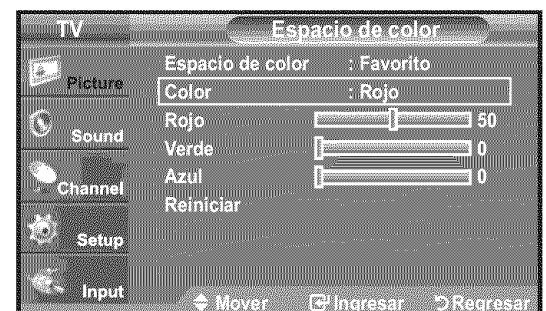 TV Espacio de color
Picture
Sound
Channel
Setup
Input
Espacio de color : Favorito
Color : Rojo
Rojo 50
Verde 0
Azul 0
Reiniciar
Mover Ingresar Regresar